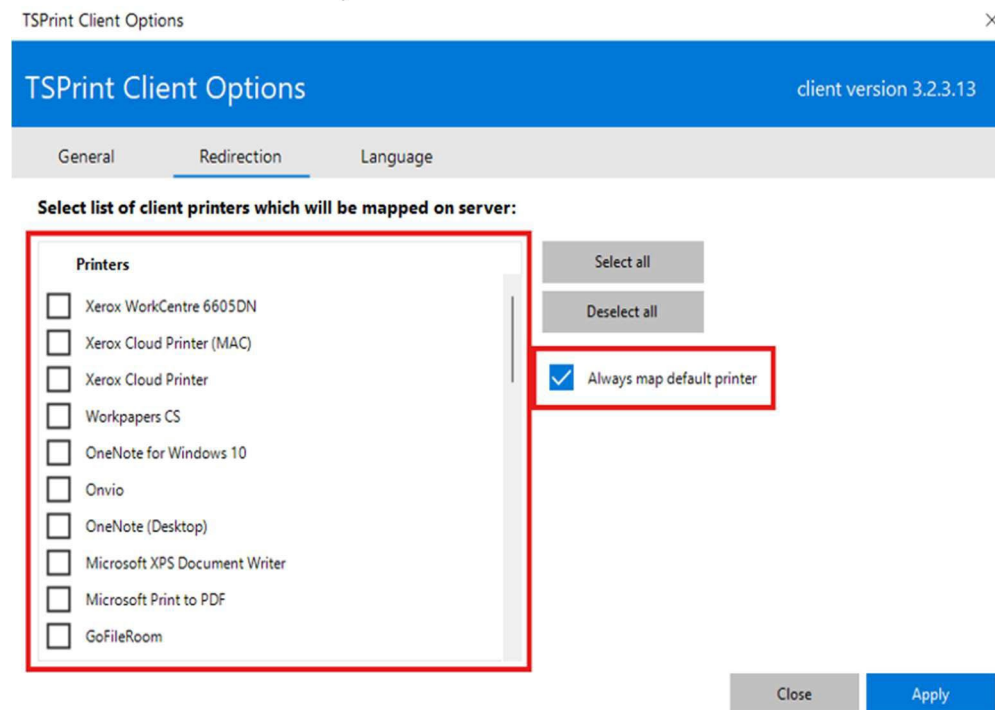 TSPrint Client Options
TSPrint Client Options
client version 3.2.3.13
General
Redirection
Language
Select list of client printers which will be mapped on server:
Printers
Xerox WorkCentre 6605DN
Xerox Cloud Printer (MAC)
Xerox Cloud Printer
Workpapers CS
OneNote for Windows 10
Onvio
OneNote (Desktop)
Microsoft XPS Document Writer
Microsoft Print to PDF
GoFileRoom
Select all
Deselect all
Always map default printer
Close
Apply